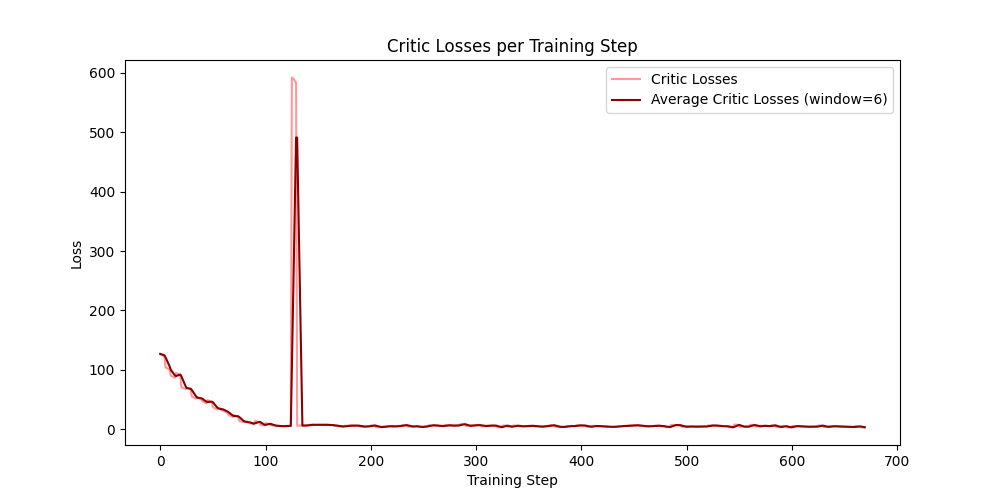 Critic Losses per Training Step
Critic Losses
Average Critic Losses (window=6)
600
500
400
300
200
100
0
Loss
0 100 200 300 400 500 600 700
Training Step